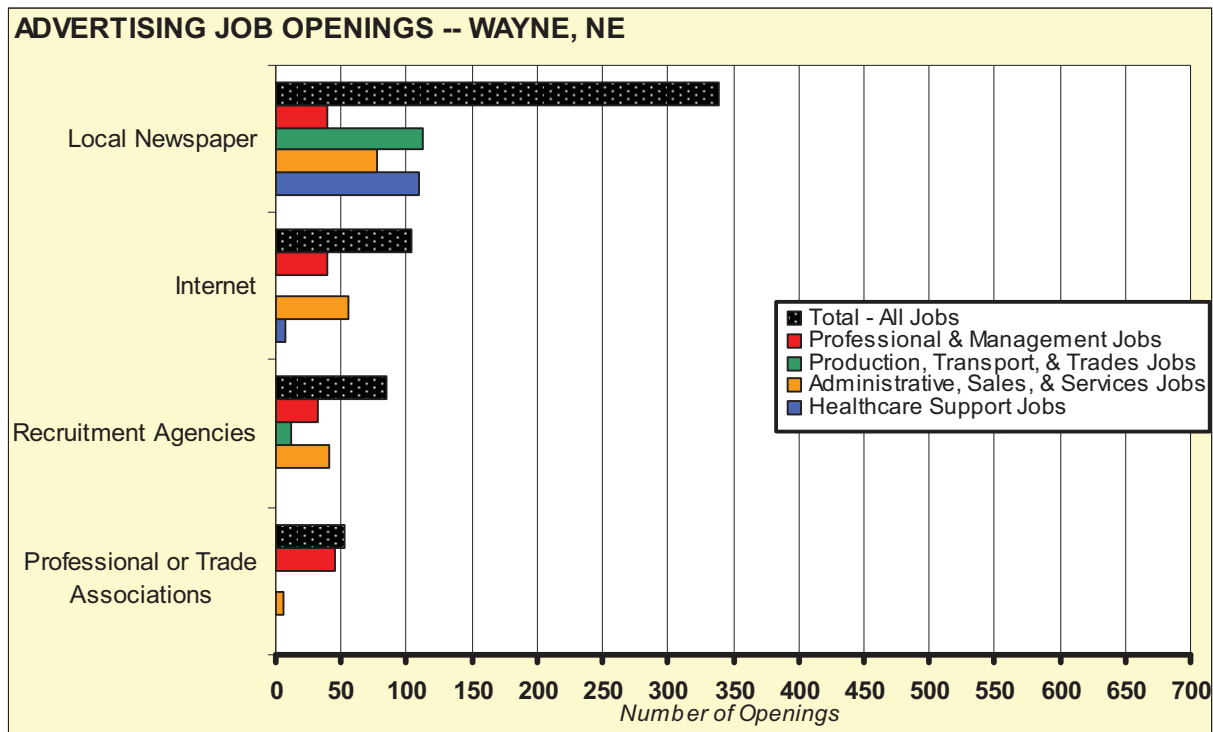 ADVERTISING JOB OPENINGS -- WAYNE, NE
Local Newspaper
Internet
Recruitment Agencies
Professional or Trade
Associations
Total - All Jobs
Professional & Management Jobs
Production, Transport, & Trades Jobs
Administrative, Sales, & Services Jobs
Healthcare Support Jobs
0 50 100 150 200 250 300 350 400 450 500 550 600 650 700
Number of Openings